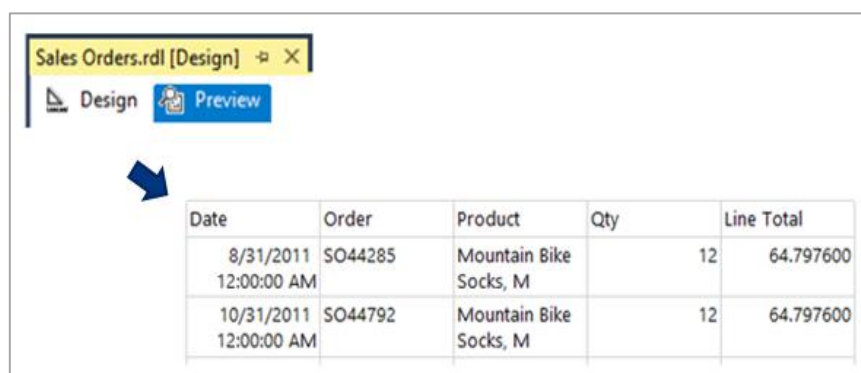 Sales Orders.rdl [Design]
Design Preview
Date Order Product Qty Line Total
8/31/2011 SO44285 Mountain Bike 12 64.797600
12:00:00 AM Socks, M
10/31/2011 SO44792 Mountain Bike 12 64.797600
12:00:00 AM Socks, M